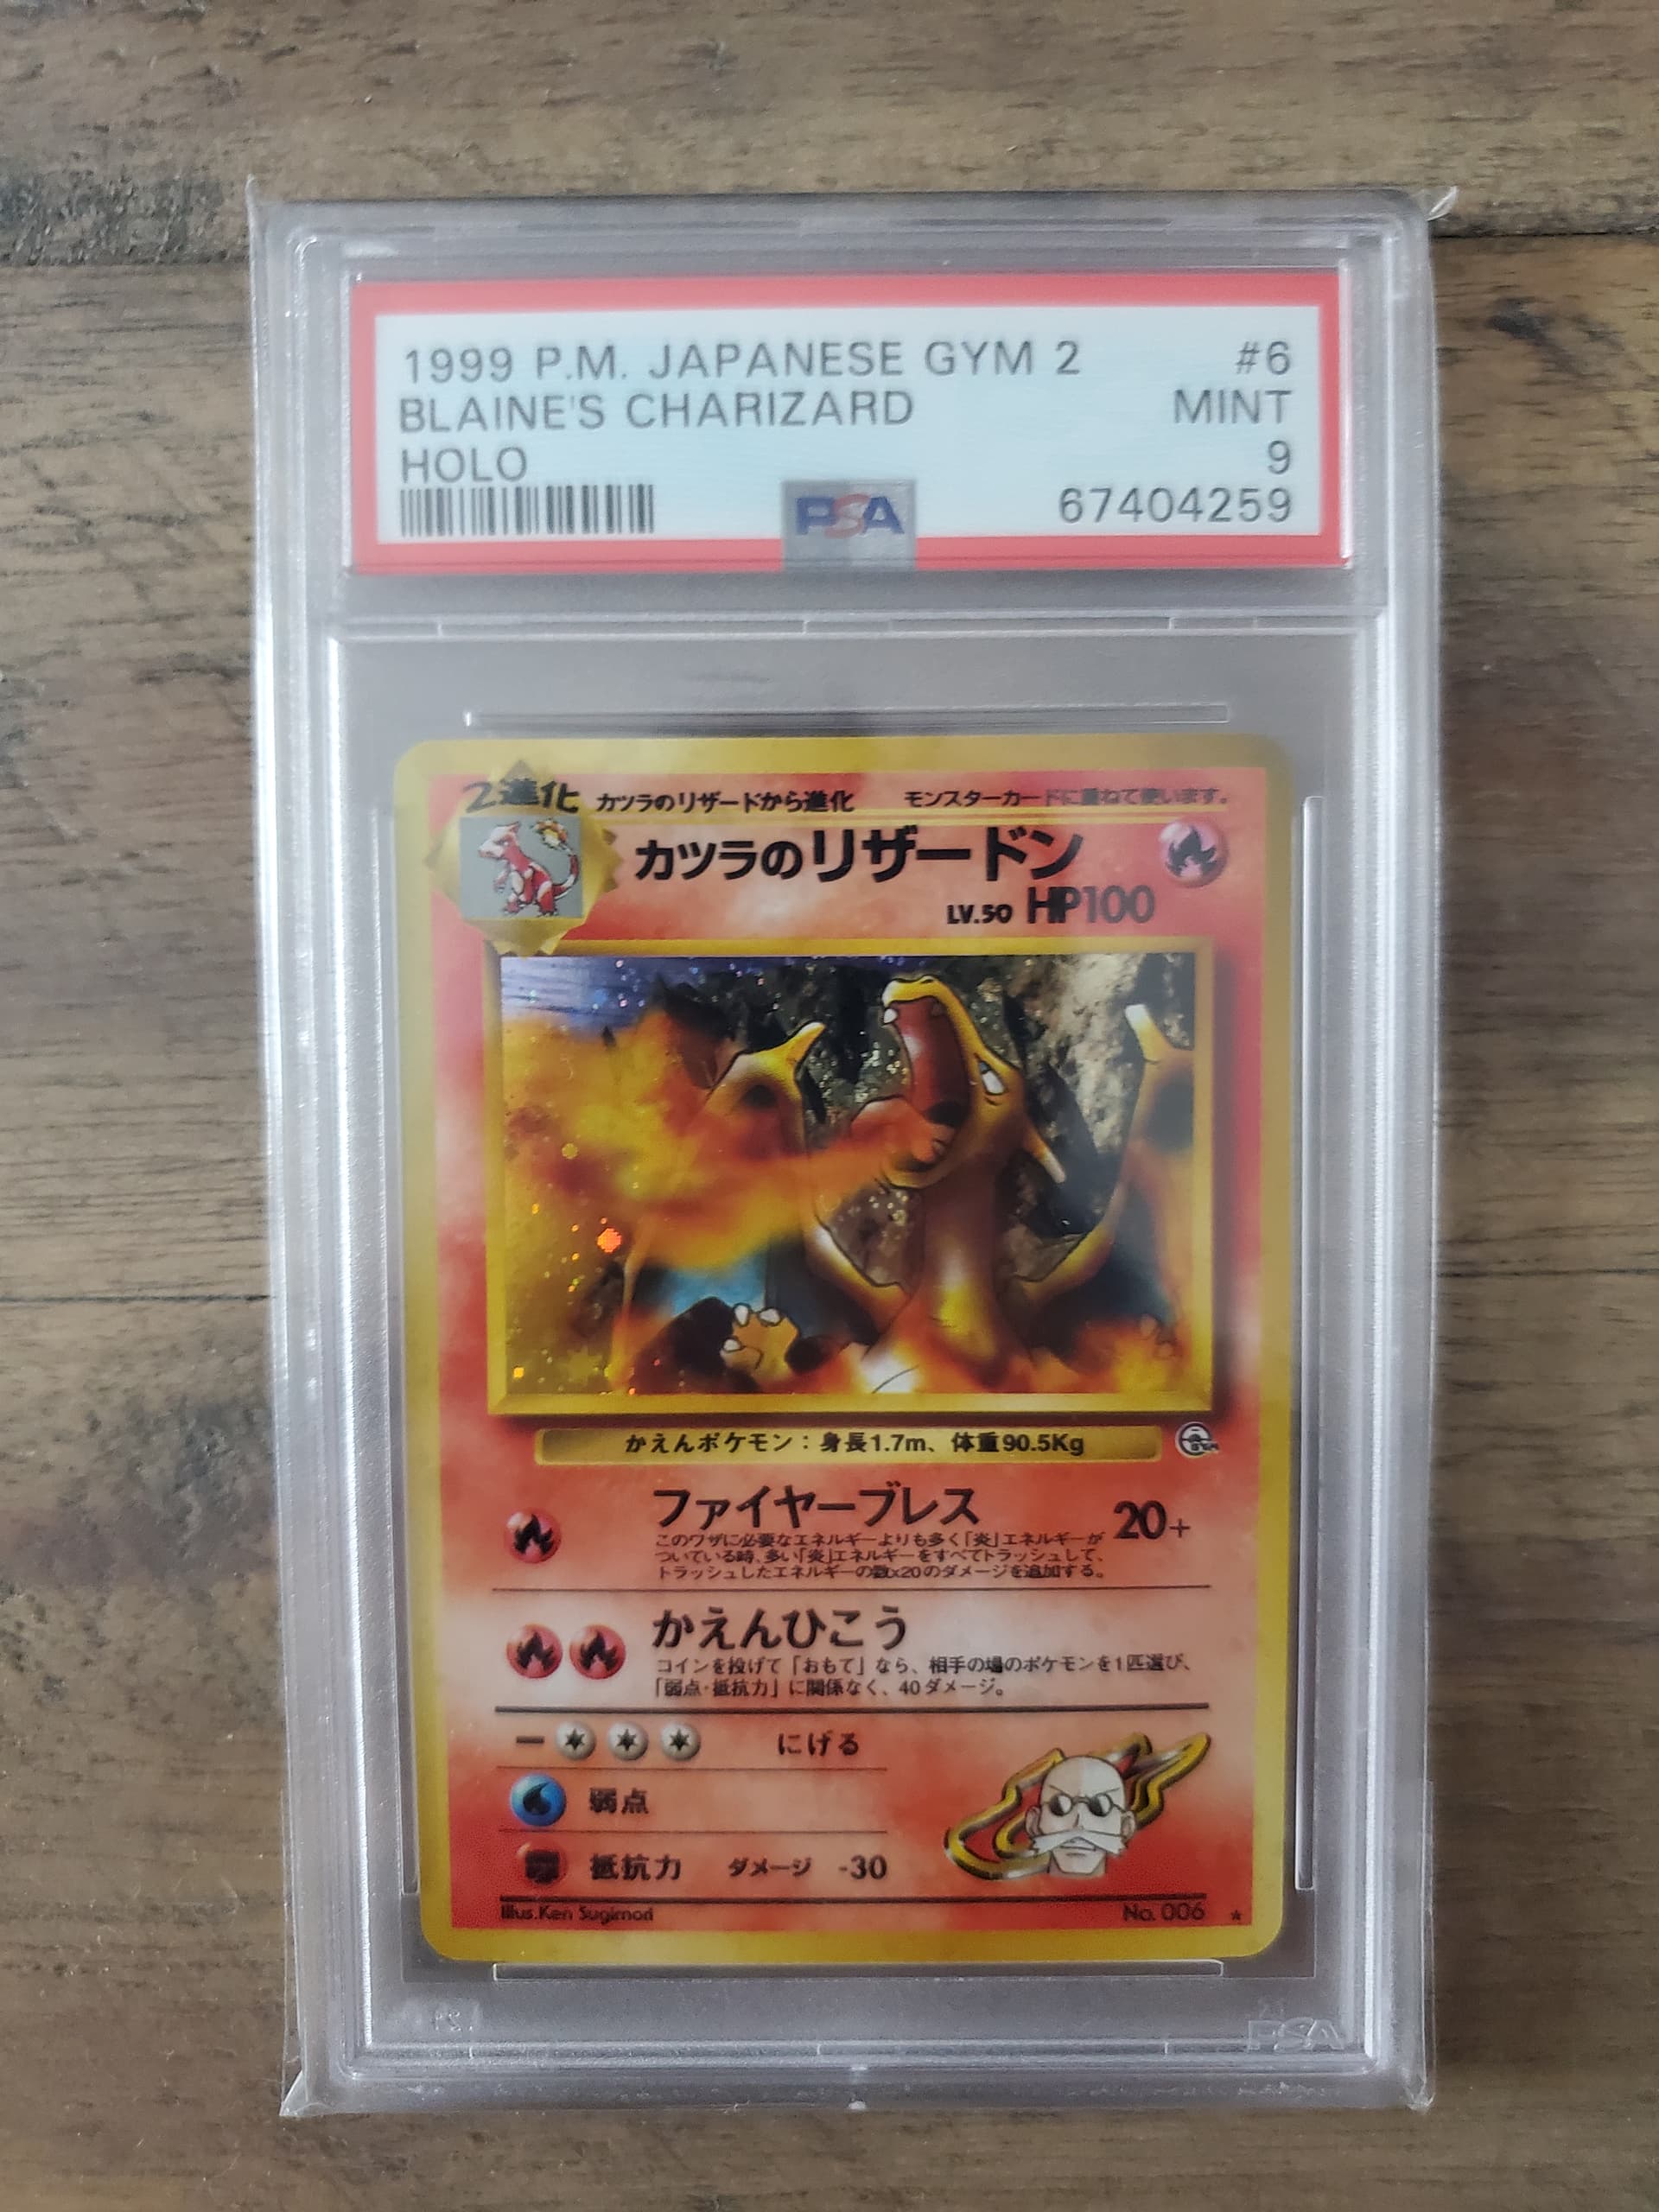 1999 P.M. JAPANESE GYM 2 #6
BLAINE'S CHARIZARD MINT
HOLO 9
PSA 67404259
2進化 カツラのリザードから進化 モンスターカードに重ねて使います。
カツラのリザードン
LV.50 HP100
かえんポケモン：身長1.7m、体重90.5Kg
ファイヤーブレス 20+
このワザに必要なエネルギーよりも多く「炎」エネルギーが
ついている時、多い「炎」エネルギーをすべてトラッシュして、
トラッシュしたエネルギーの数x20のダメージを追加する。
かえんひこう
コインを投げて「おもて」なら、相手の場のポケモンを1匹選び、
「弱点・抵抗力」に関係なく、40ダメージ。
ー にげる
弱点
抵抗力 ダメージ -30
Illus.Ken Sugimori No. 006 ★
PSA